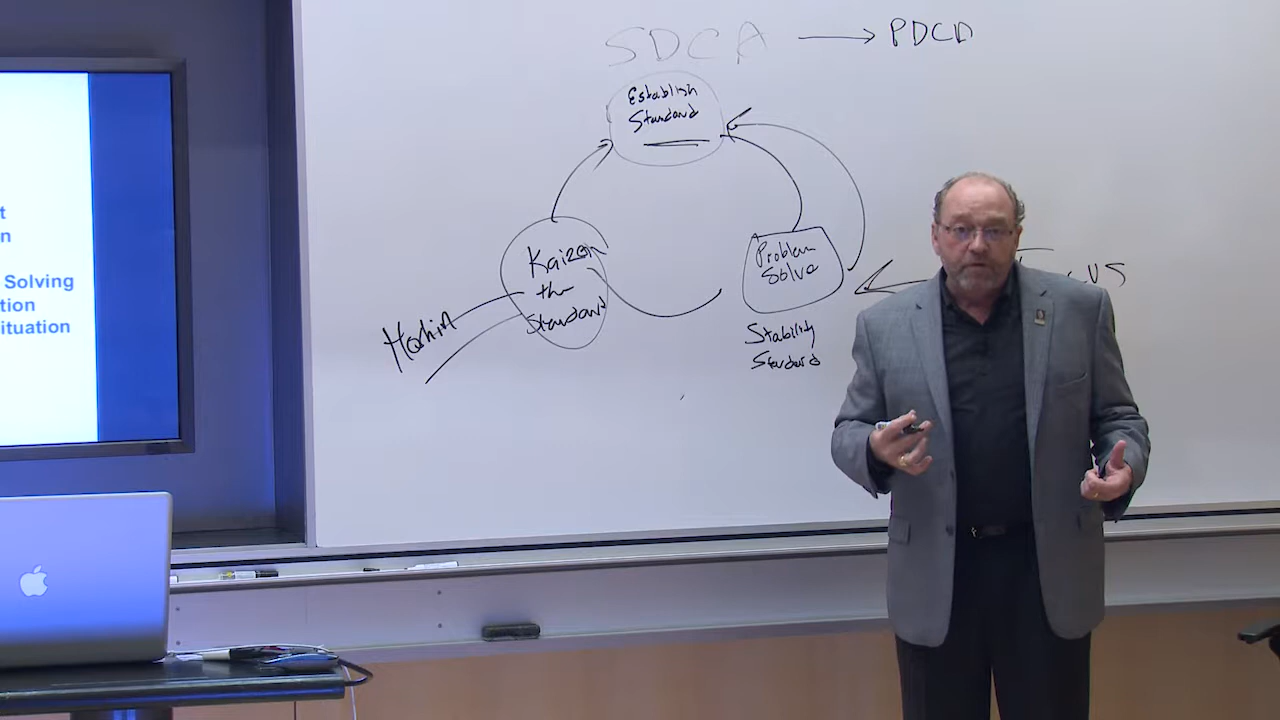 SDCA → PDCA
Establish
Standard
Kaizen
the
Standard
Problem
Solve
Stability
Standard
Hoshin
t
n
Solving
tion
ituation